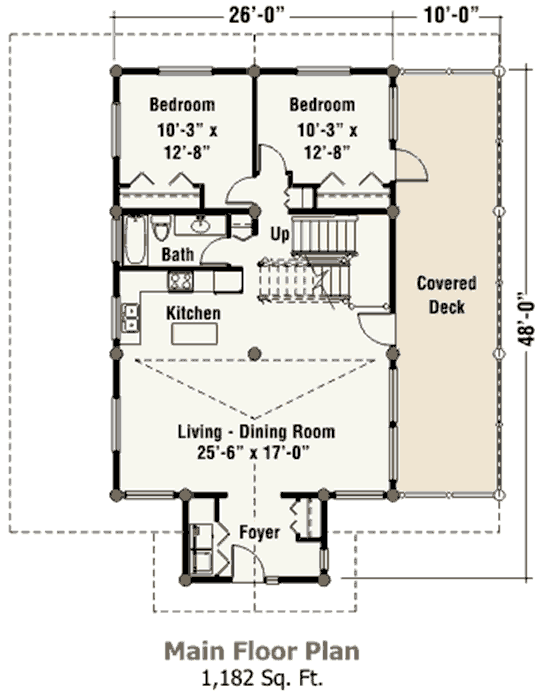 26'-0"
10'-0"
Bedroom
10'-3" x
12'-8"
Bedroom
10'-3" x
12'-8"
Up
Bath
Covered
Deck
Kitchen
48'-0"
Living - Dining Room
25'-6" x 17'-0"
Foyer
Main Floor Plan
1,182 Sq. Ft.